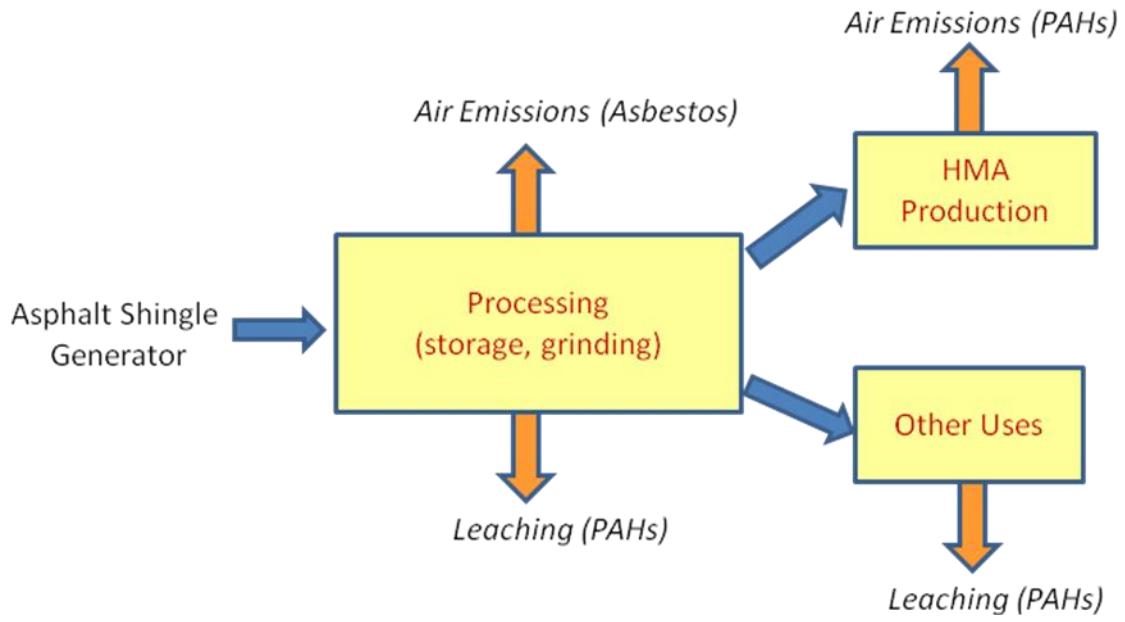 Air Emissions (PAHs)
Air Emissions (Asbestos)
HMA
Production
Processing
(storage, grinding)
Asphalt Shingle
Generator
Other Uses
Leaching (PAHs)
Leaching (PAHs)